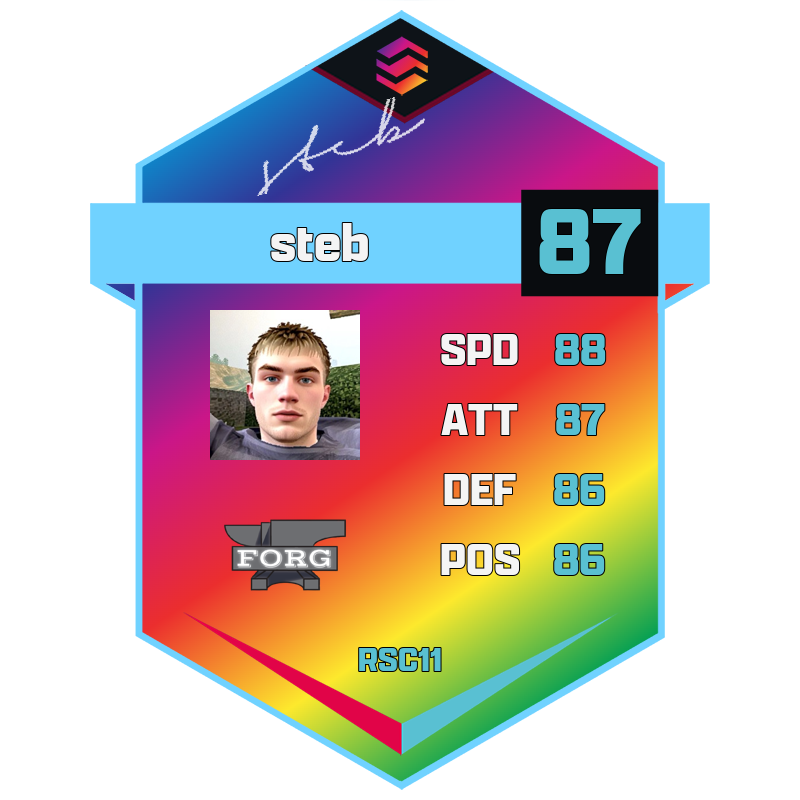 steb
steb
87
SPD 88
ATT 87
DEF 86
POS 86
FORG
RSC11